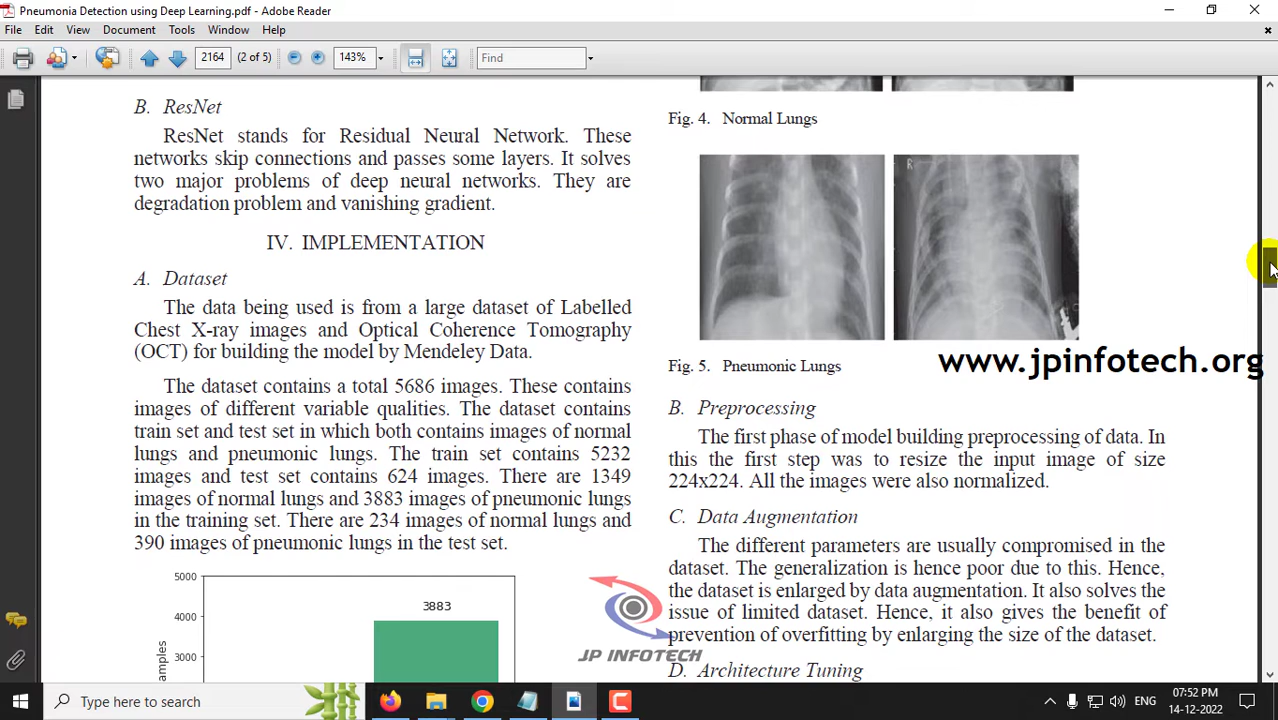 Pneumonia Detection using Deep Learning.pdf - Adobe Reader
File Edit View Document Tools Window Help
2164 (2 of 5) 143% Find
B. ResNet
ResNet stands for Residual Neural Network. These
networks skip connections and passes some layers. It solves
two major problems of deep neural networks. They are
degradation problem and vanishing gradient.
IV. IMPLEMENTATION
A. Dataset
The data being used is from a large dataset of Labelled
Chest X-ray images and Optical Coherence Tomography
(OCT) for building the model by Mendeley Data.
The dataset contains a total 5686 images. These contains
images of different variable qualities. The dataset contains
train set and test set in which both contains images of normal
lungs and pneumonic lungs. The train set contains 5232
images and test set contains 624 images. There are 1349
images of normal lungs and 3883 images of pneumonic lungs
in the training set. There are 234 images of normal lungs and
390 images of pneumonic lungs in the test set.
5000
3883
4000
3000
amples
Fig. 4. Normal Lungs
R
Fig. 5. Pneumonic Lungs
www.jpinfotech.org
B. Preprocessing
The first phase of model building preprocessing of data. In
this the first step was to resize the input image of size
224x224. All the images were also normalized.
C. Data Augmentation
The different parameters are usually compromised in the
dataset. The generalization is hence poor due to this. Hence,
the dataset is enlarged by data augmentation. It also solves the
issue of limited dataset. Hence, it also gives the benefit of
prevention of overfitting by enlarging the size of the dataset.
D. Architecture Tuning
JP INFOTECH
Type here to search
ENG
07:52 PM
14-12-2022